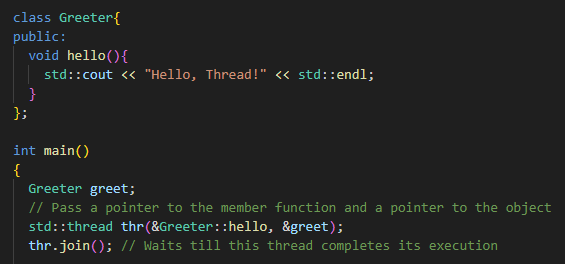 class Greeter{
public:
  void hello(){
    std::cout << "Hello, Thread!" << std::endl;
  }
};

int main()
{
  Greeter greet;
  // Pass a pointer to the member function and a pointer to the object
  std::thread thr(&Greeter::hello, &greet);
  thr.join(); // Waits till this thread completes its execution